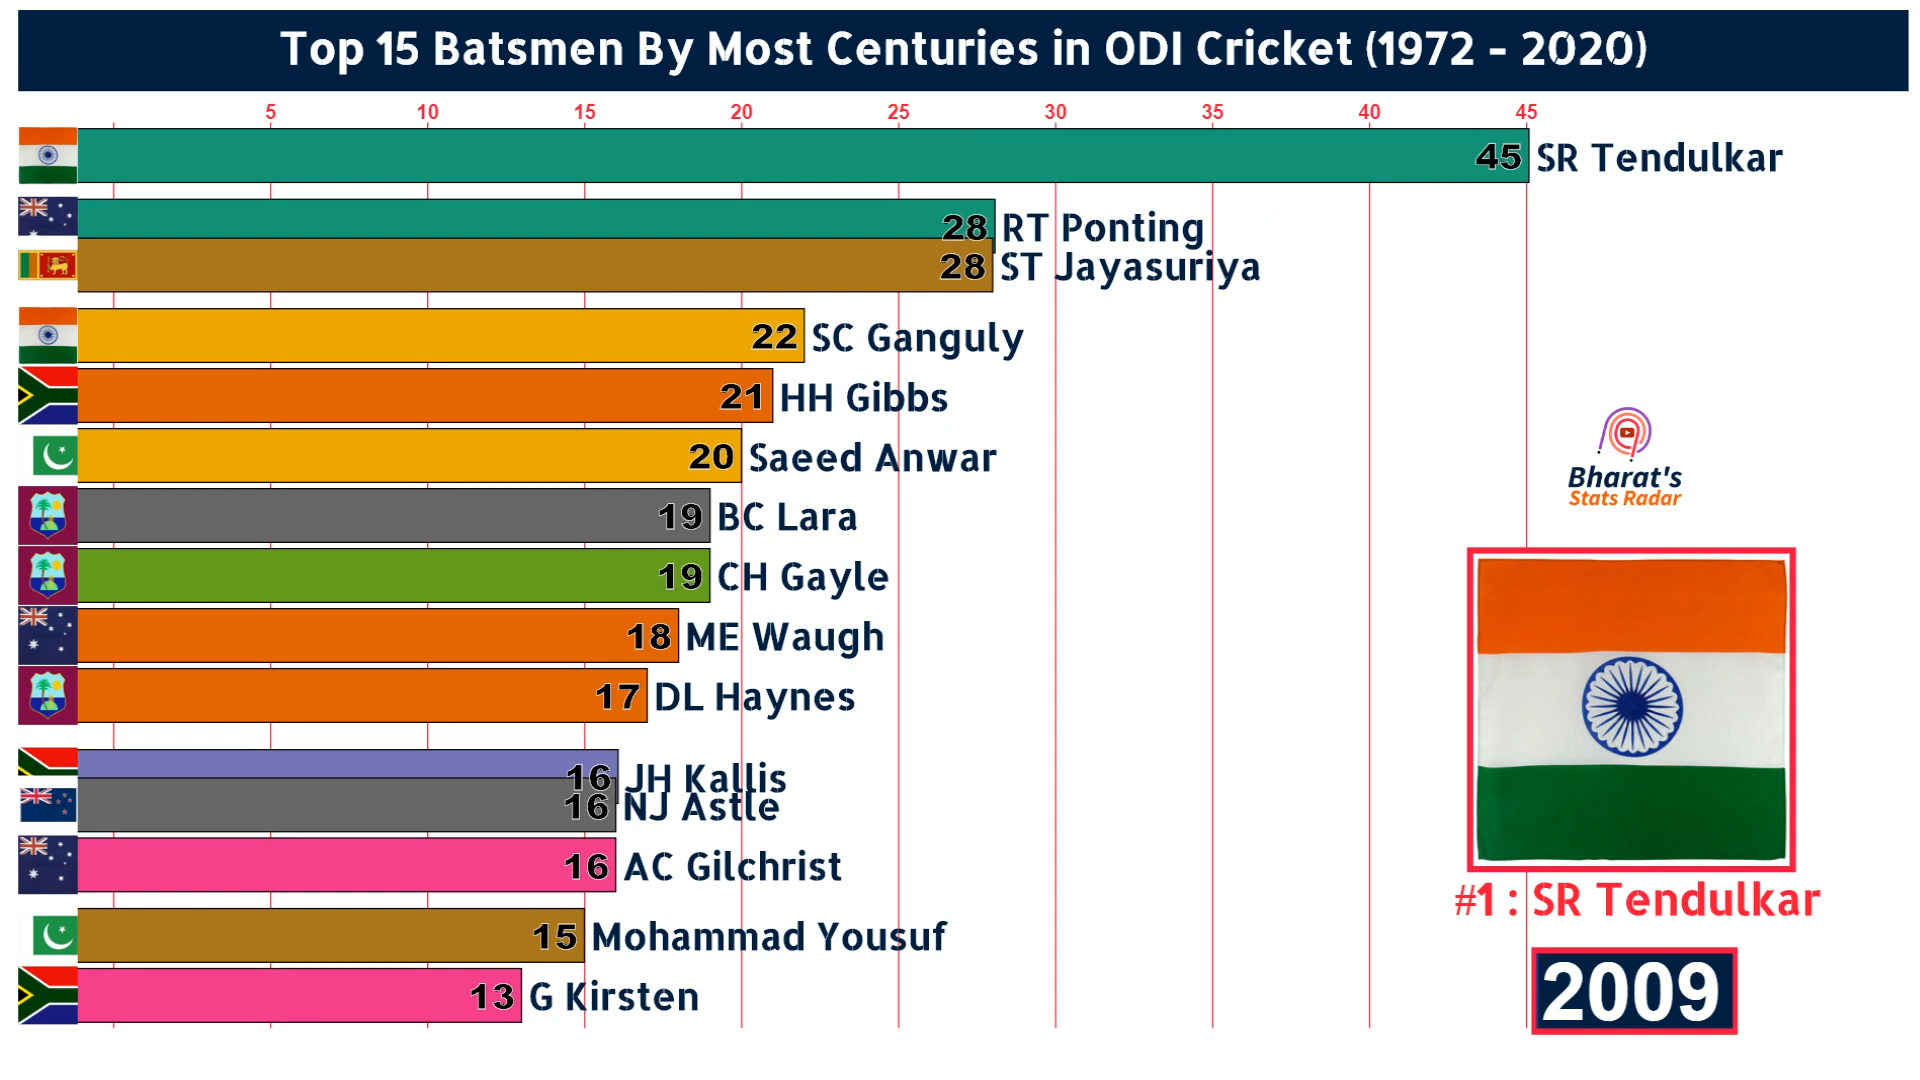 Top 15 Batsmen By Most Centuries in ODI Cricket (1972 - 2020)
5 10 15 20 25 30 35 40 45
45 SR Tendulkar
28 RT Ponting
28 ST Jayasuriya
22 SC Ganguly
21 HH Gibbs
20 Saeed Anwar
19 BC Lara
19 CH Gayle
18 ME Waugh
17 DL Haynes
16 JH Kallis
16 NJ Astle
16 AC Gilchrist
15 Mohammad Yousuf
13 G Kirsten
Bharat's
Stats Radar
#1 : SR Tendulkar
2009